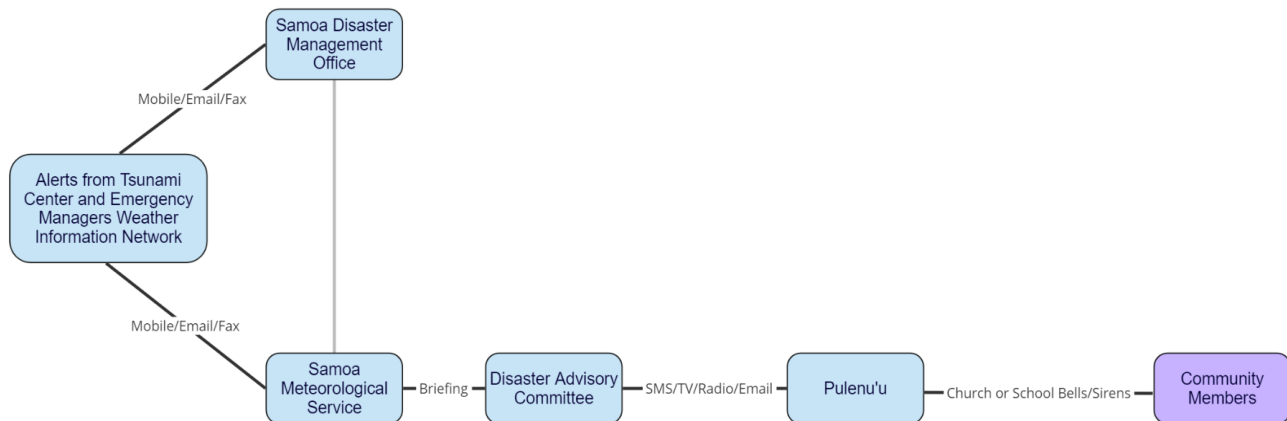 Samoa Disaster
Management
Office
Mobile/Email/Fax
Alerts from Tsunami
Center and Emergency
Managers Weather
Information Network
Mobile/Email/Fax
Samoa
Meteorological
Service
Briefing
Disaster Advisory
Committee
SMS/TV/Radio/Email
Pulenu'u
Church or School Bells/Sirens
Community
Members